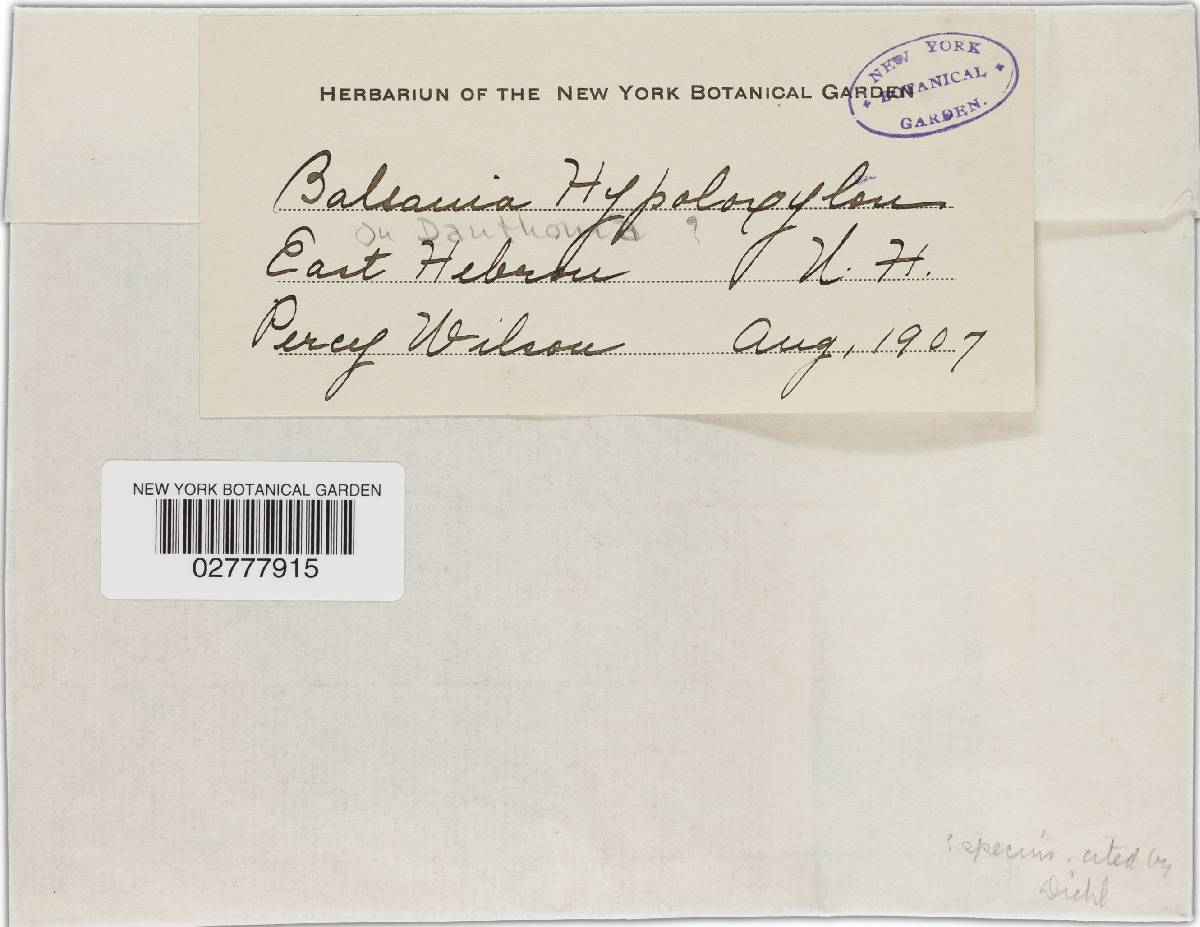 HERBARIUN OF THE NEW YORK BOTANICAL GARDEN
NEW YORK
BOTANICAL
GARDEN.
Balsania Hypoloxylon
On Danthonia ?
East Hebron N. H.
Percy Wilson Aug, 1907
NEW YORK BOTANICAL GARDEN
02777915
? specim. cited by
Diehl